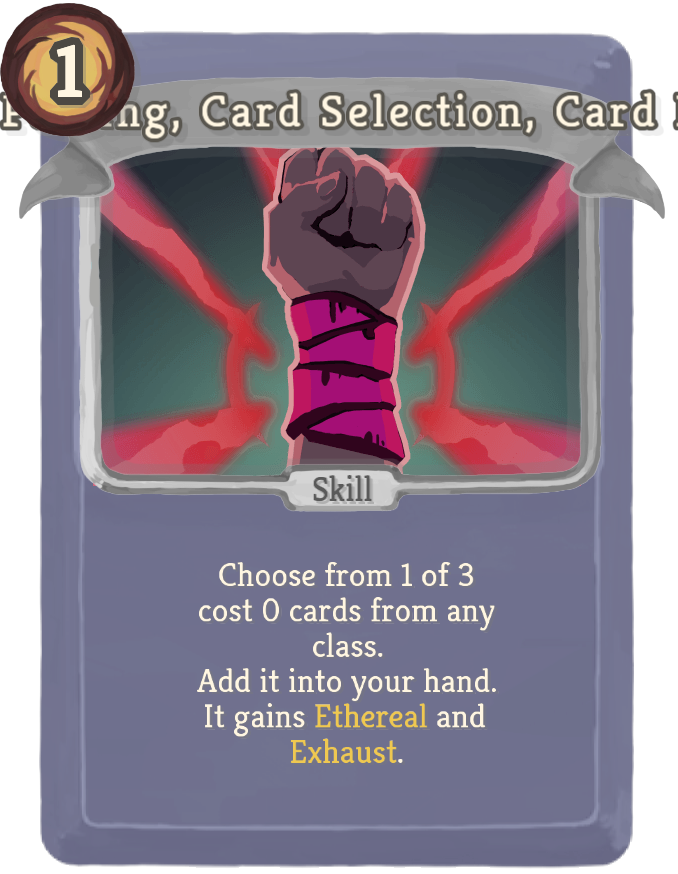 1
ng, Card Selection, Card
Skill
Choose from 1 of 3
cost 0 cards from any
class.
Add it into your hand.
It gains Ethereal and
Exhaust.